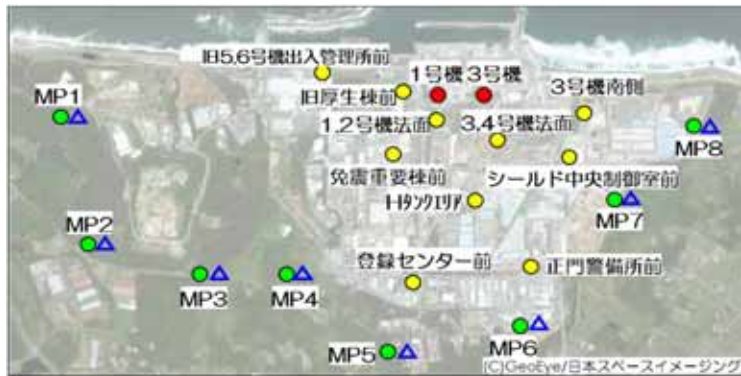 旧5,6号機出入管理所前
1号機
3号機
MP1
旧厚生棟前
3号機南側
1,2号機法面
3,4号機法面
MP8
免震重要棟前
シールド中央制御室前
Hタンクエリア
MP7
MP2
登録センター前
正門警備所前
MP3
MP4
MP6
MP5
(C)GeoEye/日本スペースイメージング